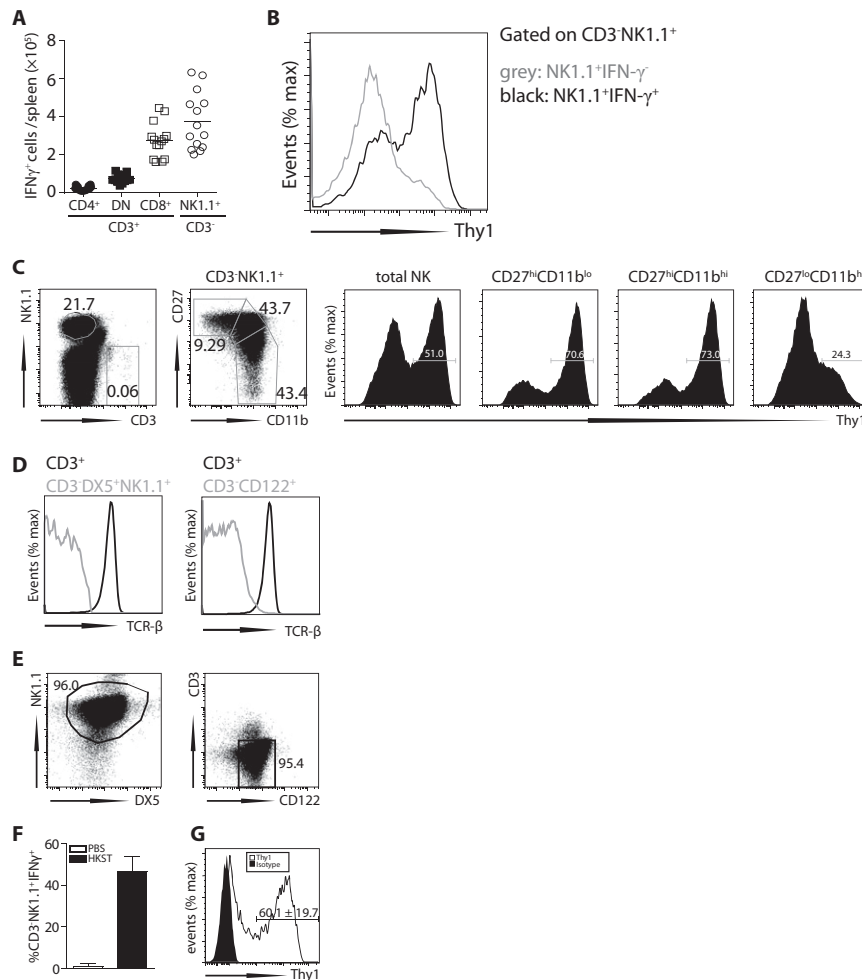 A
IFNγ⁺ cells /spleen (×10⁵)
8
6
4
2
0
CD4⁺ DN CD8⁺ NK1.1⁺
CD3⁺ CD3⁻
B
Events (% max)
Thy1
Gated on CD3⁻NK1.1⁺
grey: NK1.1⁺IFN-γ⁻
black: NK1.1⁺IFN-γ⁺
C
NK1.1
21.7
0.06
CD3
CD3⁻NK1.1⁺
CD27
43.7
9.29
43.4
CD11b
total NK
CD27ʰⁱCD11bˡᵒ
CD27ʰⁱCD11bʰⁱ
CD27ˡᵒCD11bʰ
Events (% max)
51.0
70.6
73.0
24.3
Thy1
D
CD3⁺
CD3⁻DX5⁺NK1.1⁺
Events (% max)
TCR-β
CD3⁺
CD3⁻CD122⁺
Events (% max)
TCR-β
E
NK1.1
96.0
DX5
CD3
95.4
CD122
F
%CD3⁻NK1.1⁺IFNγ⁺
60
40
20
0
PBS
HKST
G
events (% max)
Thy1
Isotype
60.1 ± 19.7
Thy1